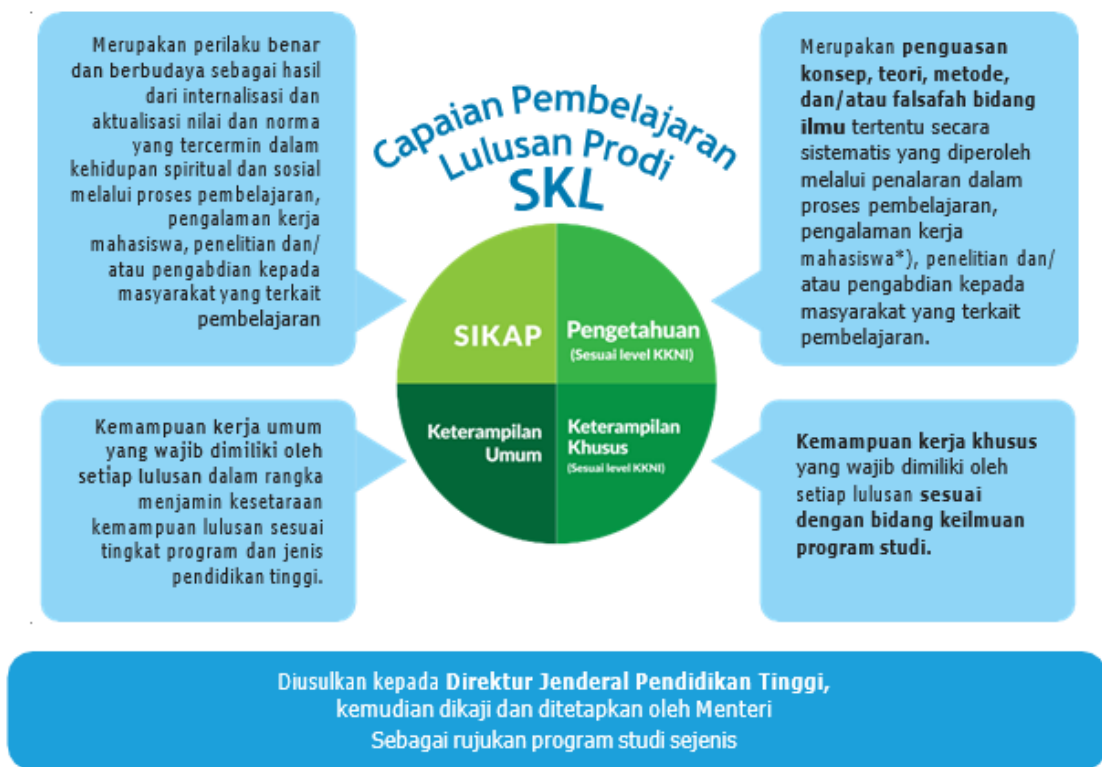 Merupakan perilaku benar
dan berbudaya sebagai hasil
dari internalisasi dan
aktualisasi nilai dan norma
yang tercermin dalam
kehidupan spiritual dan sosial
melalui proses pembelajaran,
pengalaman kerja
mahasiswa, penelitian dan/
atau pengabdian kepada
masyarakat yang terkait
pembelajaran
Capaian Pembelajaran
Lulusan Prodi
SKL
Merupakan penguasan
konsep, teori, metode,
dan/atau falsafah bidang
ilmu tertentu secara
sistematis yang diperoleh
melalui penalaran dalam
proses pembelajaran,
pengalaman kerja
mahasiswa*), penelitian dan/
atau pengabdian kepada
masyarakat yang terkait
pembelajaran.
SIKAP
Pengetahuan
(Sesuai level KKNI)
Keterampilan
Umum
Keterampilan
Khusus
(Sesuai level KKNI)
Kemampuan kerja umum
yang wajib dimiliki oleh
setiap lulusan dalam rangka
menjamin kesetaraan
kemampuan lulusan sesuai
tingkat program dan jenis
pendidikan tinggi.
Kemampuan kerja khusus
yang wajib dimiliki oleh
setiap lulusan sesuai
dengan bidang keilmuan
program studi.
Diusulkan kepada Direktur Jenderal Pendidikan Tinggi,
kemudian dikaji dan ditetapkan oleh Menteri
Sebagai rujukan program studi sejenis